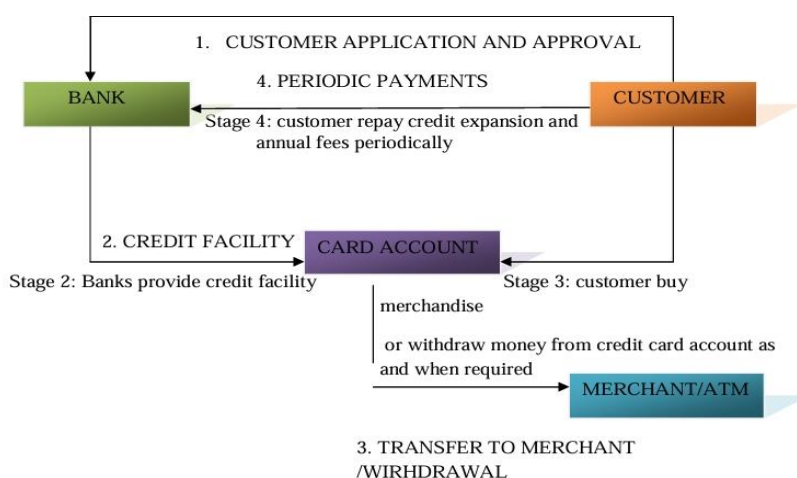 1. CUSTOMER APPLICATION AND APPROVAL
4. PERIODIC PAYMENTS
BANK
CUSTOMER
Stage 4: customer repay credit expansion and
annual fees periodically
2. CREDIT FACILITY
CARD ACCOUNT
Stage 2: Banks provide credit facility
Stage 3: customer buy
merchandise
or withdraw money from credit card account as
and when required
MERCHANT/ATM
3. TRANSFER TO MERCHANT
/WIRHDRAWAL